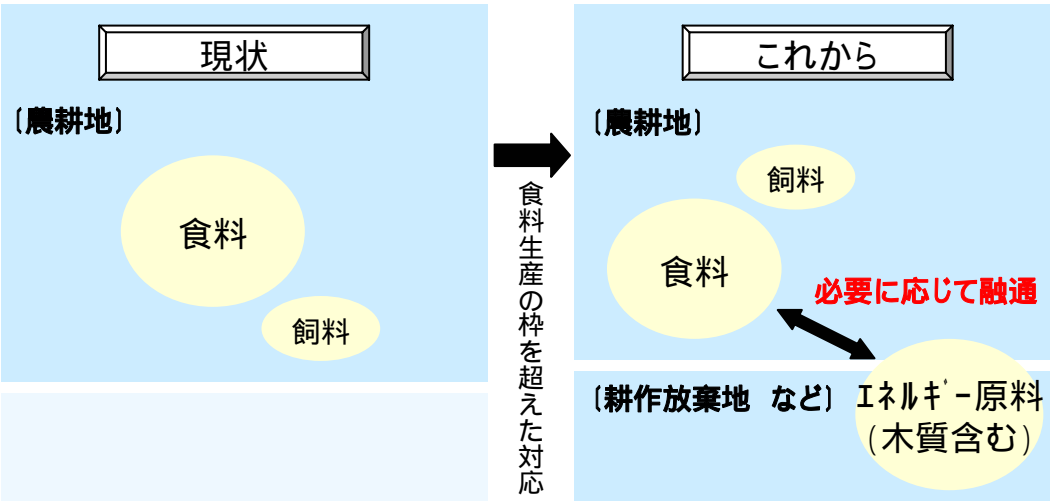 現状
〔農耕地〕
食料
飼料
食料生産の枠を超えた対応
これから
〔農耕地〕
飼料
食料
必要に応じて融通
〔耕作放棄地 など〕
ｴﾈﾙｷﾞｰ原料
(木質含む)